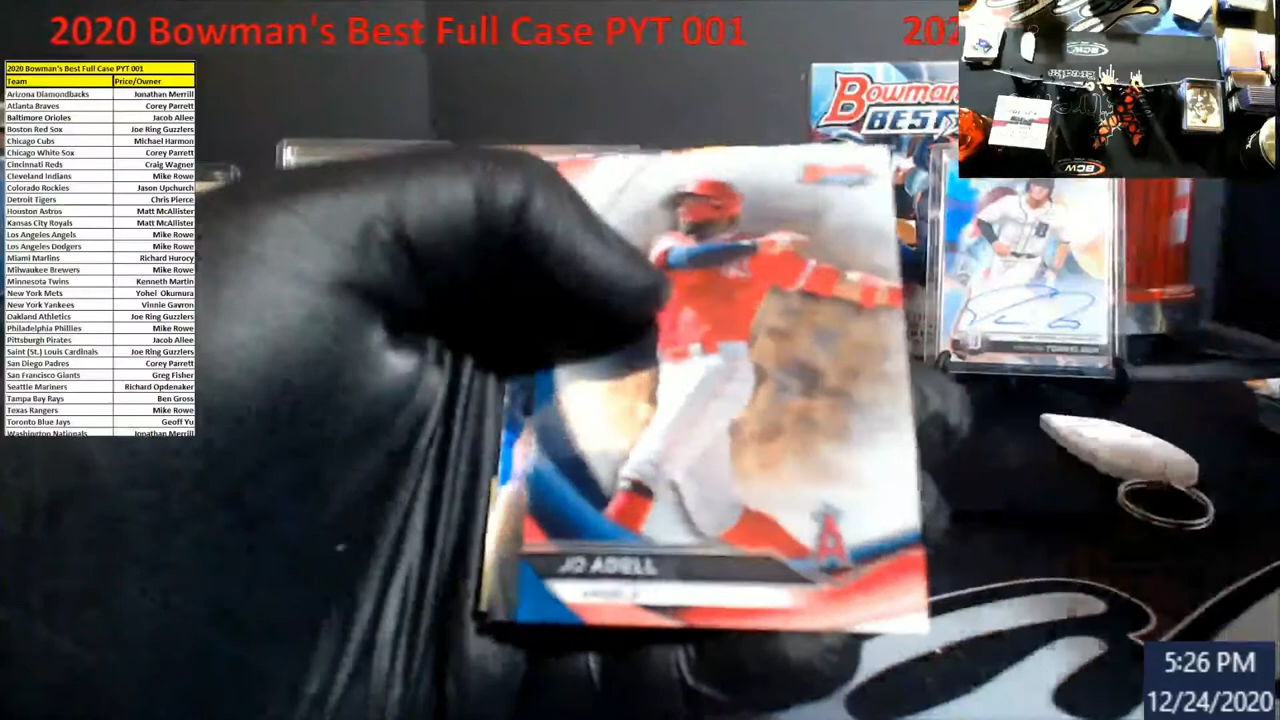 2020 Bowman's Best Full Case PYT 001
202
2020 Bowman's Best Full Case PYT 001
Team Price/Owner
Arizona Diamondbacks Jonathan Merrill
Atlanta Braves Corey Parrett
Baltimore Orioles Jacob Allee
Boston Red Sox Joe Ring Guzzlers
Chicago Cubs Michael Harmon
Chicago White Sox Corey Parrett
Cincinnati Reds Craig Wagner
Cleveland Indians Mike Rowe
Colorado Rockies Jason Upchurch
Detroit Tigers Chris Pierce
Houston Astros Matt McAllister
Kansas City Royals Matt McAllister
Los Angeles Angels Mike Rowe
Los Angeles Dodgers Mike Rowe
Miami Marlins Richard Hurocy
Milwaukee Brewers Mike Rowe
Minnesota Twins Kenneth Martin
New York Mets Yohei Okumura
New York Yankees Vinnie Gavron
Oakland Athletics Joe Ring Guzzlers
Philadelphia Phillies Mike Rowe
Pittsburgh Pirates Jacob Allee
Saint (St.) Louis Cardinals Joe Ring Guzzlers
San Diego Padres Corey Parrett
San Francisco Giants Greg Fisher
Seattle Mariners Richard Opdenaker
Tampa Bay Rays Ben Gross
Texas Rangers Mike Rowe
Toronto Blue Jays Geoff Yu
Washington Nationals Jonathan Merrill
Bowman
BEST
BCW
BCW
A
JO ADELL
5:26 PM
12/24/2020